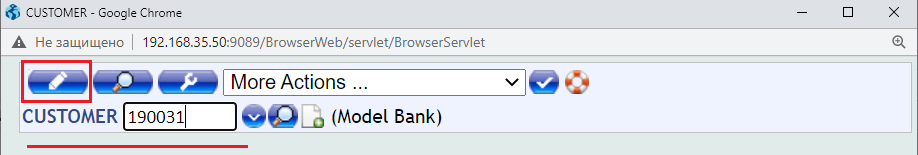 CUSTOMER - Google Chrome
Не защищено 192.168.35.50:9089/BrowserWeb/servlet/BrowserServlet
More Actions ...
CUSTOMER 190031 (Model Bank)